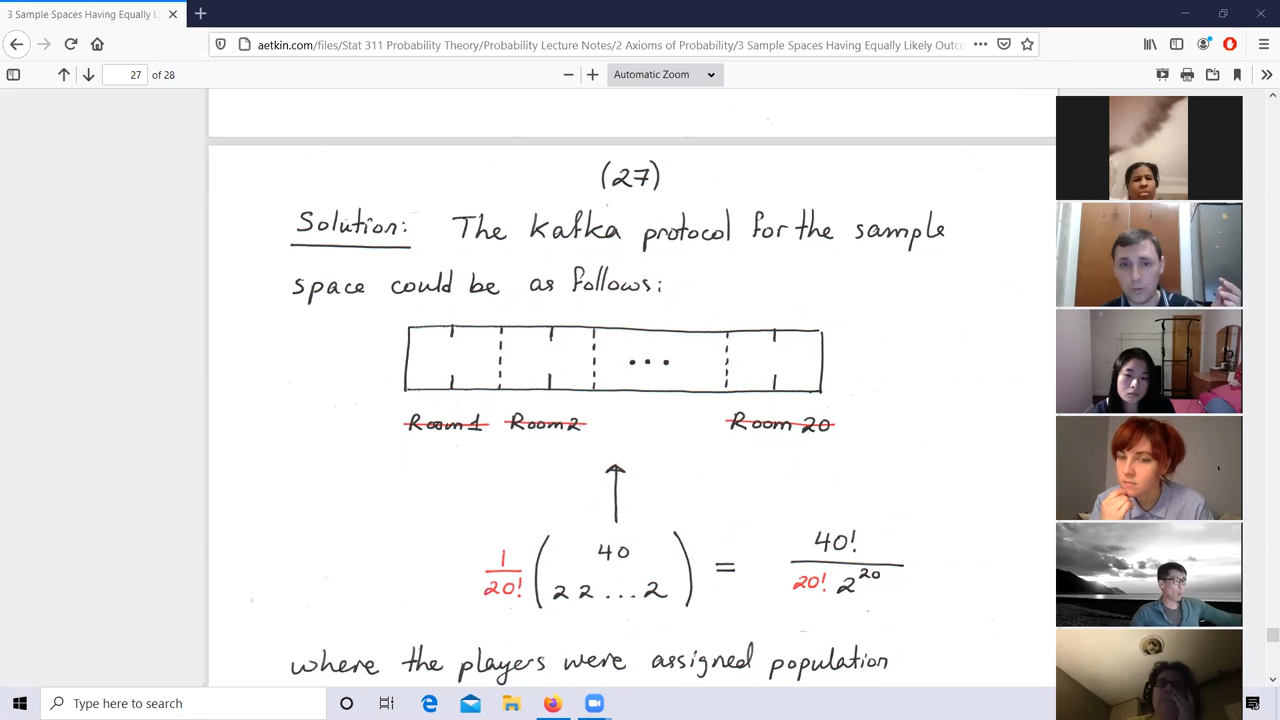 3 Sample Spaces Having Equally Li
aetkin.com/files/Stat 311 Probability Theory/Probability Lecture Notes/2 Axioms of Probability/3 Sample Spaces Having Equally Likely Outco
27 of 28
Automatic Zoom
(27)
Solution: The Kafka protocol for the sample
space could be as follows:
...
Room 1 Room 2 Room 20
1/20! ( 40 / 2 2 ... 2 ) = 40! / 20! 2^20
where the players were assigned population
Type here to search